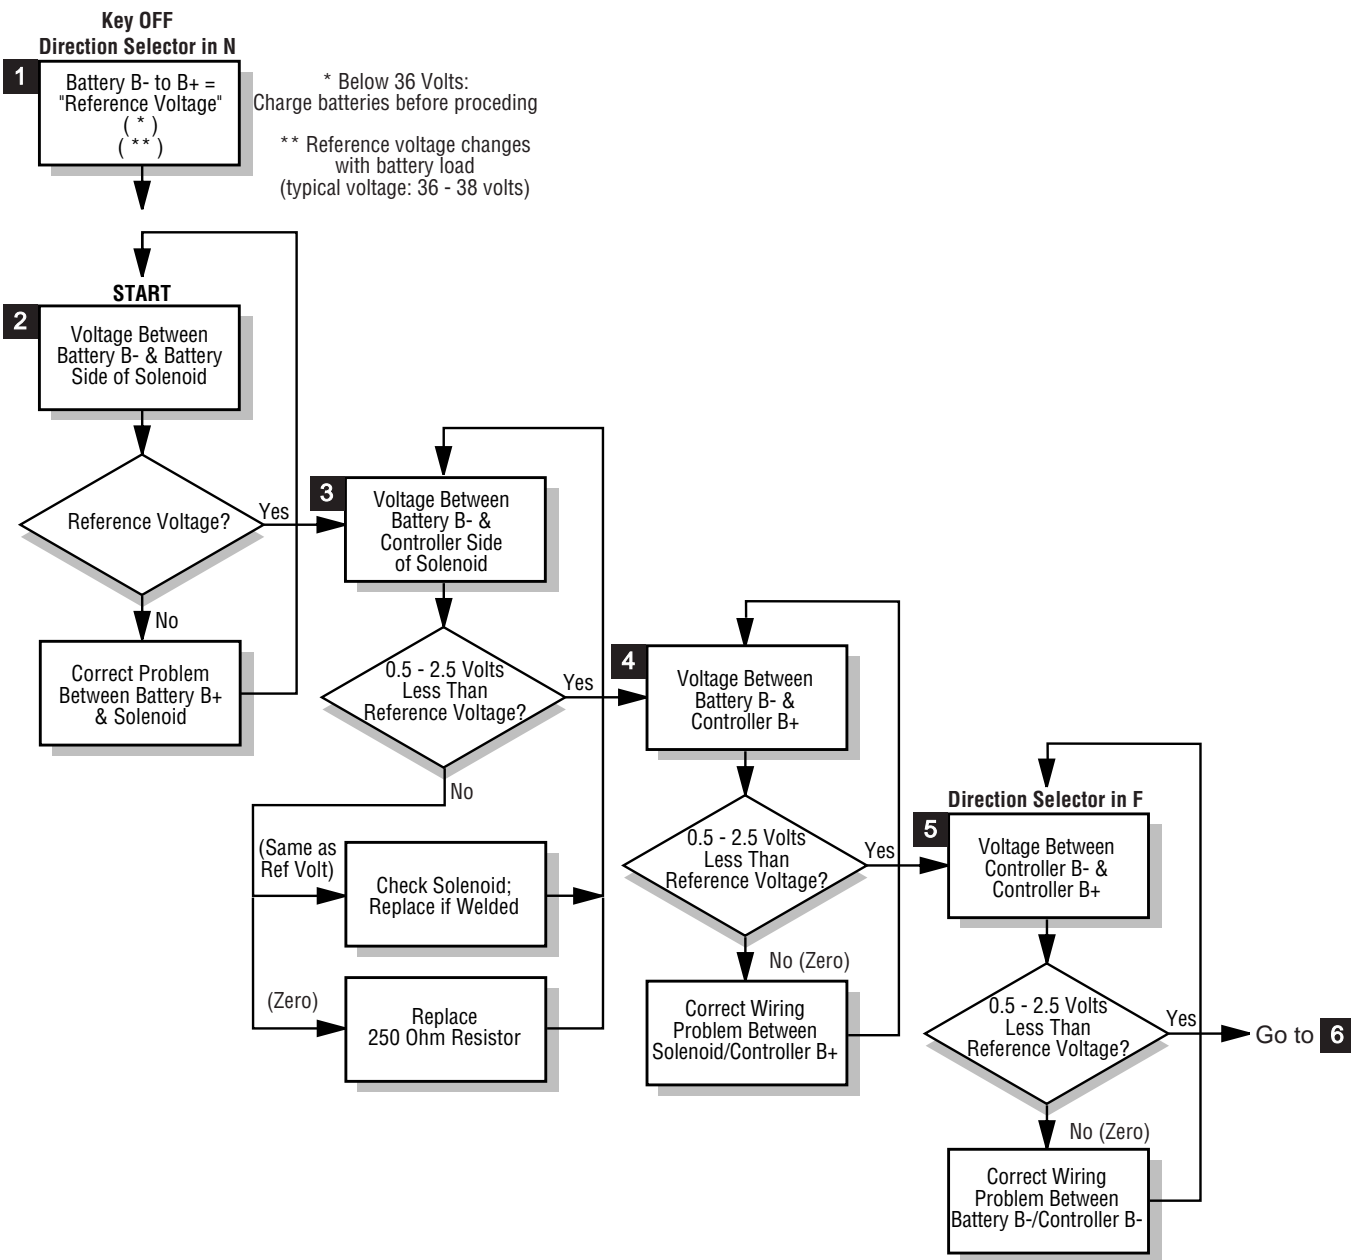 Key OFF
Direction Selector in N
1
Battery B- to B+ =
"Reference Voltage"
( * )
( ** )
* Below 36 Volts:
Charge batteries before proceding
** Reference voltage changes
with battery load
(typical voltage: 36 - 38 volts)
START
2
Voltage Between
Battery B- & Battery
Side of Solenoid
Reference Voltage?
Yes
No
Correct Problem
Between Battery B+
& Solenoid
3
Voltage Between
Battery B- &
Controller Side
of Solenoid
0.5 - 2.5 Volts
Less Than
Reference Voltage?
Yes
No
(Same as
Ref Volt)
Check Solenoid;
Replace if Welded
(Zero)
Replace
250 Ohm Resistor
4
Voltage Between
Battery B- &
Controller B+
0.5 - 2.5 Volts
Less Than
Reference Voltage?
Yes
No (Zero)
Correct Wiring
Problem Between
Solenoid/Controller B+
Direction Selector in F
5
Voltage Between
Controller B- &
Controller B+
0.5 - 2.5 Volts
Less Than
Reference Voltage?
Yes
Go to 6
No (Zero)
Correct Wiring
Problem Between
Battery B-/Controller B-